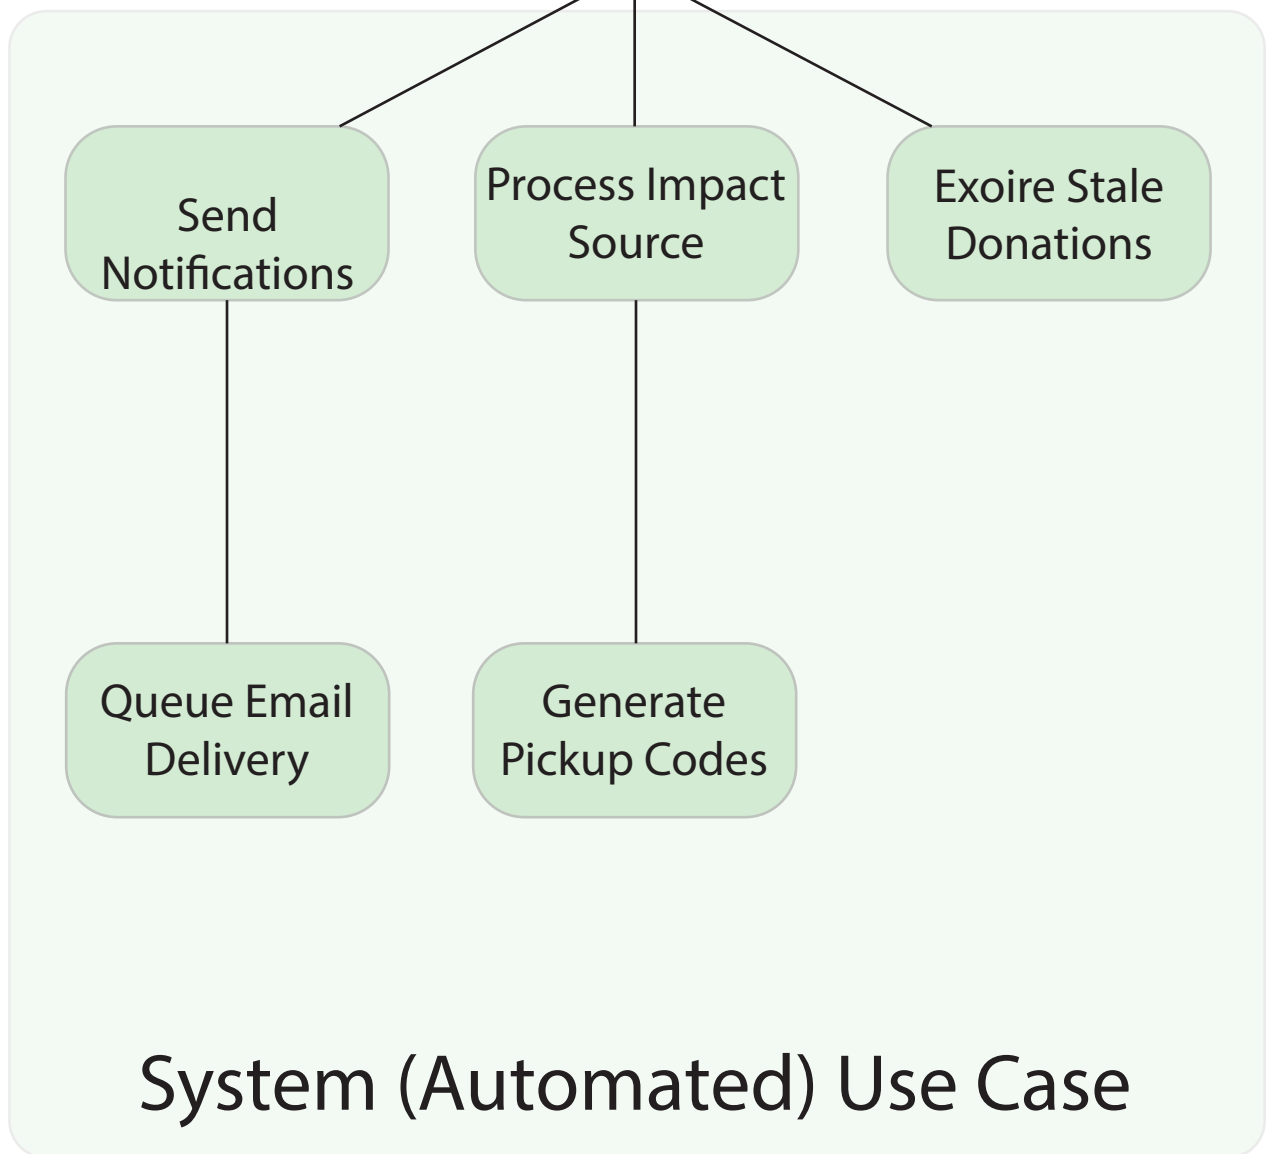 Send
Notifications
Process Impact
Source
Exoire Stale
Donations
Queue Email
Delivery
Generate
Pickup Codes
System (Automated) Use Case